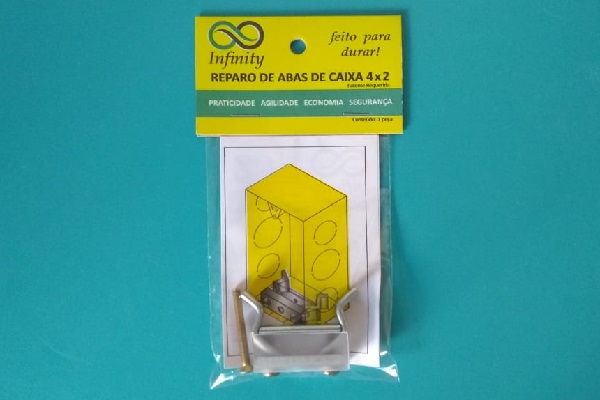 Infinity
feito para
durar!
REPARO DE ABAS DE CAIXA 4x2
PRATICIDADE AGILIDADE ECONOMIA SEGURANÇA